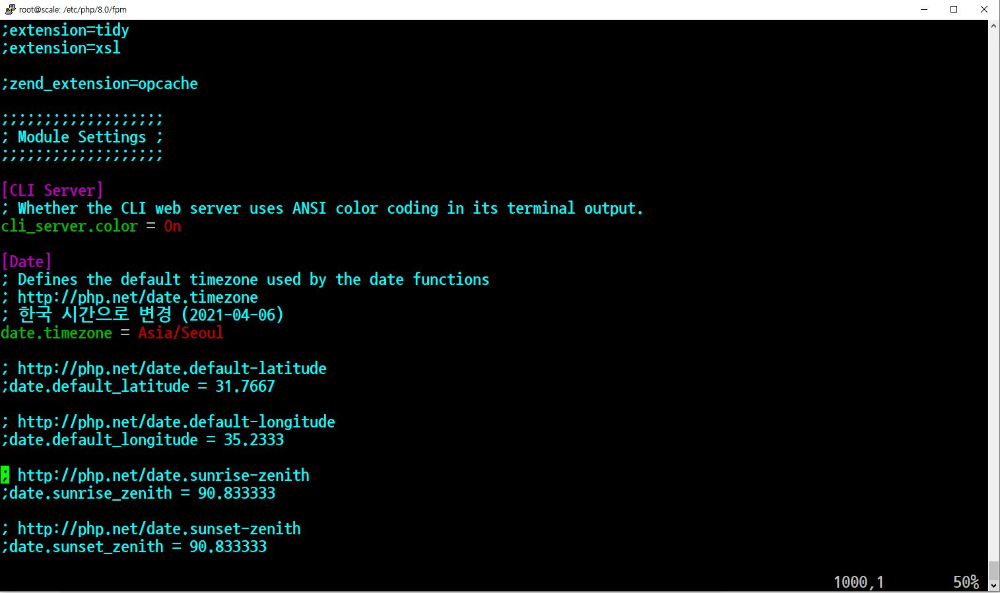 root@scale: /etc/php/8.0/fpm
;extension=tidy
;extension=xsl
;zend_extension=opcache
;;;;;;;;;;;;;;;;;;;
; Module Settings ;
;;;;;;;;;;;;;;;;;;;
[CLI Server]
; Whether the CLI web server uses ANSI color coding in its terminal output.
cli_server.color = On
[Date]
; Defines the default timezone used by the date functions
; http://php.net/date.timezone
; 한국 시간으로 변경 (2021-04-06)
date.timezone = Asia/Seoul
; http://php.net/date.default-latitude
;date.default_latitude = 31.7667
; http://php.net/date.default-longitude
;date.default_longitude = 35.2333
; http://php.net/date.sunrise-zenith
;date.sunrise_zenith = 90.833333
; http://php.net/date.sunset-zenith
;date.sunset_zenith = 90.833333
1000,1 50%